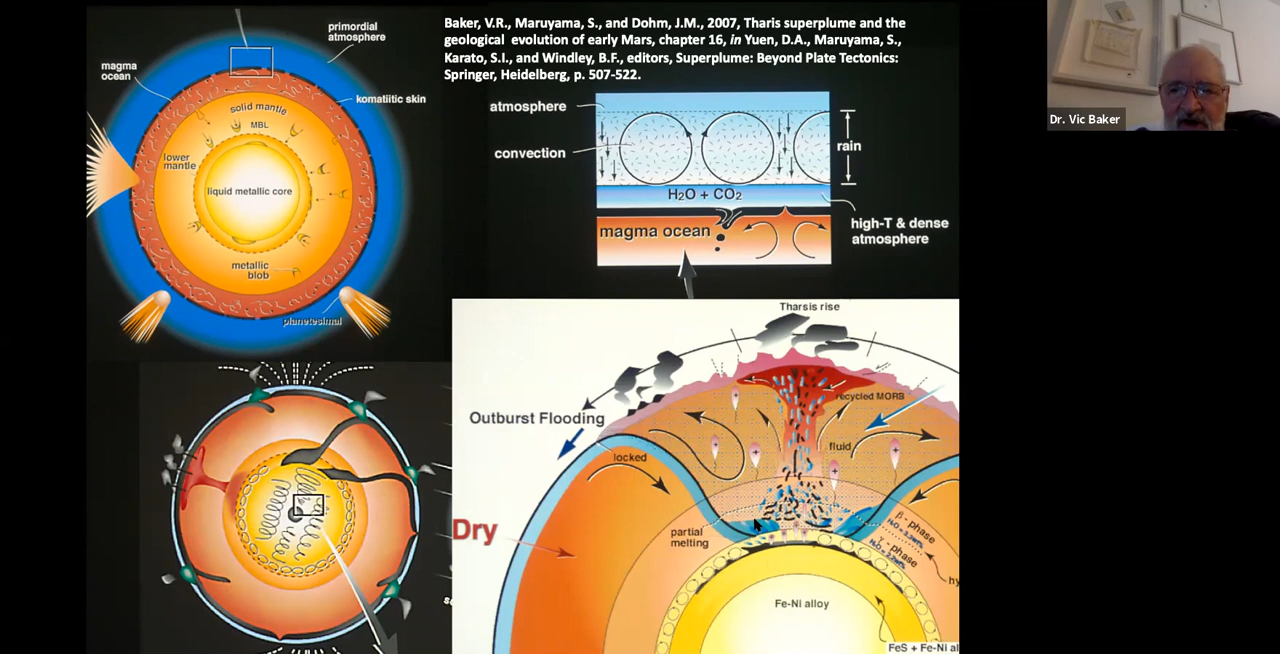 Baker, V.R., Maruyama, S., and Dohm, J.M., 2007, Tharis superplume and the
geological evolution of early Mars, chapter 16, in Yuen, D.A., Maruyama, S.,
Karato, S.I., and Windley, B.F., editors, Superplume: Beyond Plate Tectonics:
Springer, Heidelberg, p. 507-522.
primordial
atmosphere
magma
ocean
komatiitic skin
solid mantle
MBL
lower
mantle
liquid metallic core
metallic
blob
planetesimal
atmosphere
convection
rain
H₂O + CO₂
magma ocean
high-T & dense
atmosphere
Dr. Vic Baker
Tharsis rise
recycled MORB
Outburst Flooding
locked
fluid
Dry
partial
melting
β - phase
γ - phase
hy
Fe-Ni alloy
FeS + Fe-Ni al